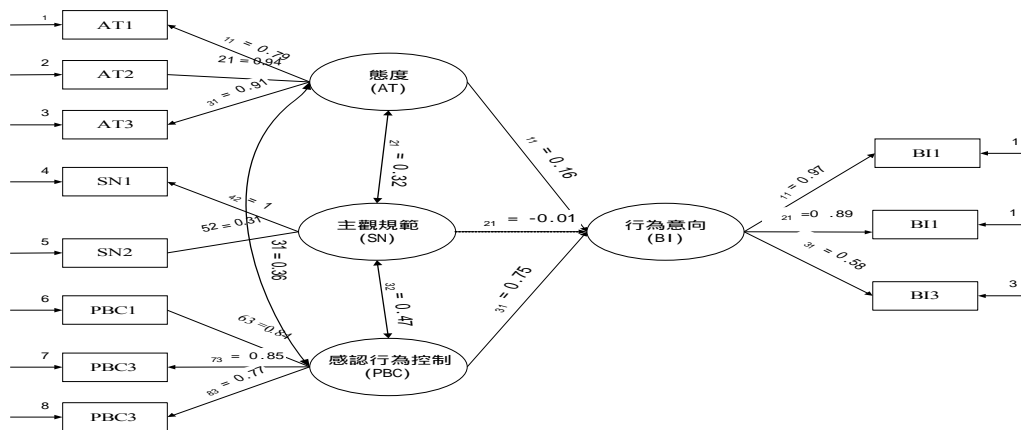 1
AT1
11 = 0.79
2
AT2
21 = 0.94
3
AT3
31 = 0.91
態度
(AT)
21 = 0.32
11 = 0.16
4
SN1
42 = 1
5
SN2
52 = 0.31
主觀規範
(SN)
21 = -0.01
31 = 0.36
32 = 0.47
31 = 0.75
6
PBC1
63 =0.84
7
PBC3
73 = 0.85
8
PBC3
83 = 0.77
感認行為控制
(PBC)
行為意向
(BI)
11 = 0.97
BI1
1
21 =0 .89
BI1
1
31 = 0.58
BI3
3